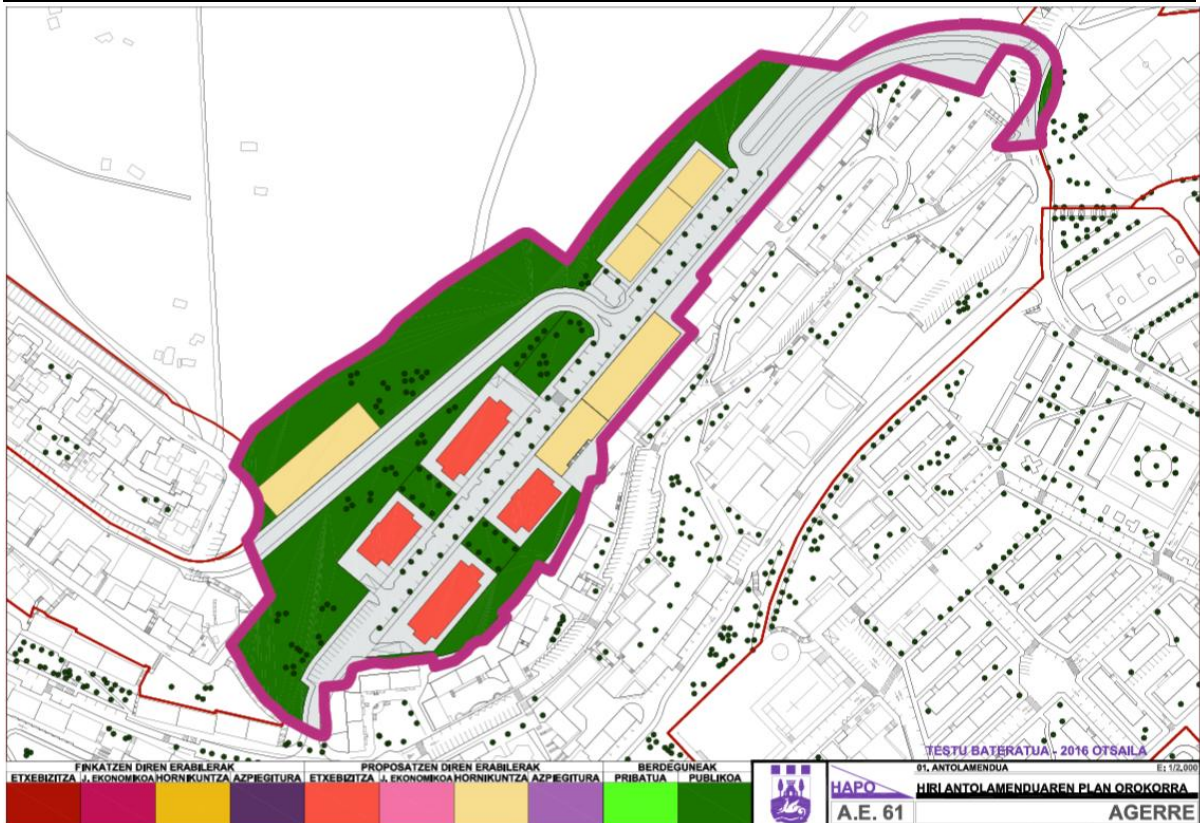 TESTU BATERATUA - 2016 OTSAILA
FINKATZEN DIREN ERABILERAK
PROPOSATZEN DIREN ERABILERAK
BERDEGUNEAK
ETXEBIZITZA J. EKONOMIKOA HORNIKUNTZA AZPIEGITURA
ETXEBIZITZA J. EKONOMIKOA HORNIKUNTZA AZPIEGITURA
PRIBATUA PUBLIKOA
01. ANTOLAMENDUA
E: 1/2.000
HAPO
HIRI ANTOLAMENDUAREN PLAN OROKORRA
A.E. 61
AGERRE